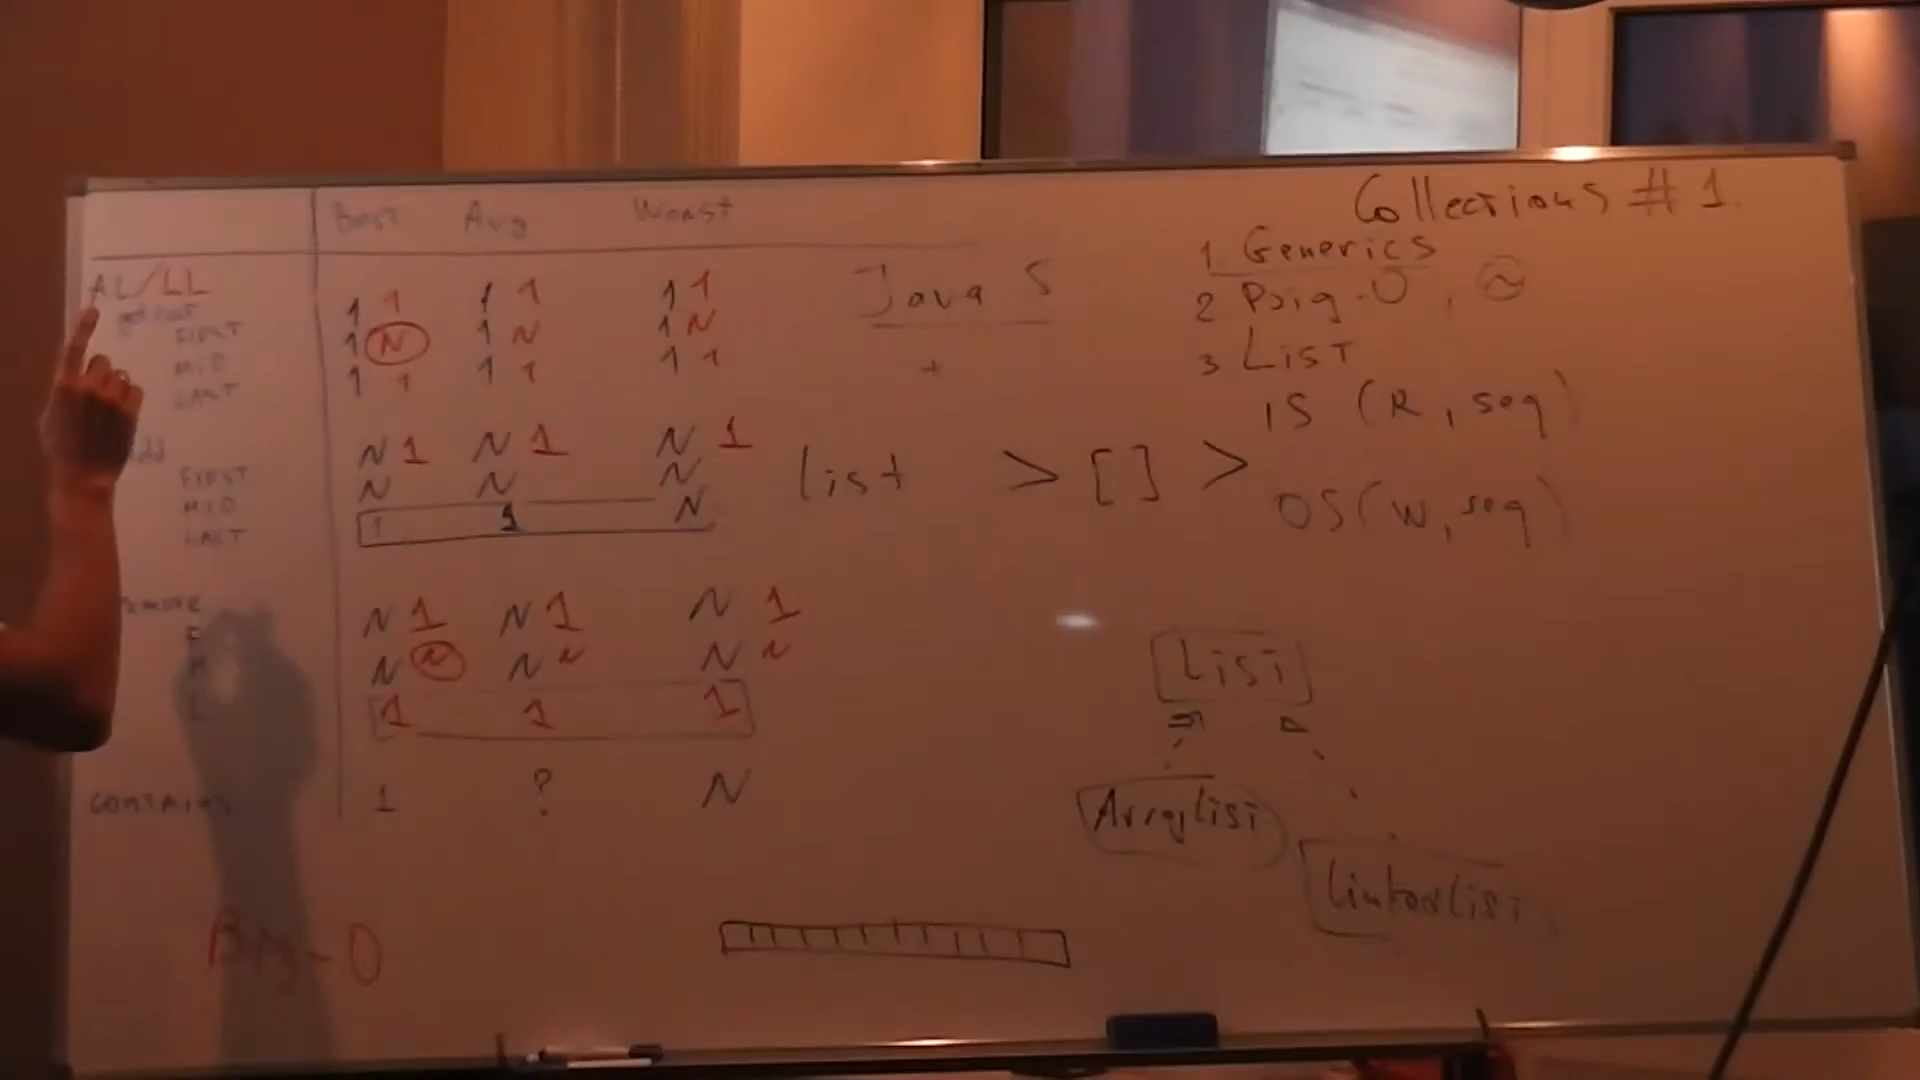 Best Avg Worst
AL/LL
FIRST 1 1 1 1 1 1
MID 1 N 1 N 1 N
LAST 1 1 1 1 1 1
FIRST N 1 N 1 N 1
MID N N N
LAST 1 1 N
N 1 N 1 N 1
N N N N N N
1 1 1
CONTAINS 1 ? N
Big-O
Java 5
+
list > [] >
Collections #1
1. Generics
2 Big-O, ~
3 List
IS (R, seq)
OS(W, seq)
List
ArrayList
LinkedList